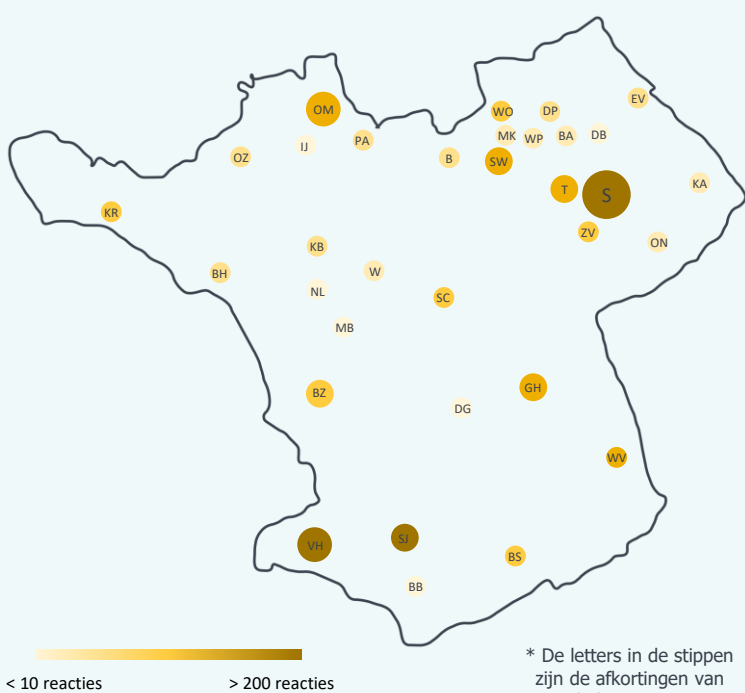 EV
OM
WO
DP
MK
WP
BA
DB
IJ
PA
OZ
B
SW
KA
T
S
KR
ZV
ON
KB
BH
W
NL
SC
MB
BZ
GH
DG
WV
VH
SJ
BS
BB
* De letters in de stippen
zijn de afkortingen van
< 10 reacties
> 200 reacties